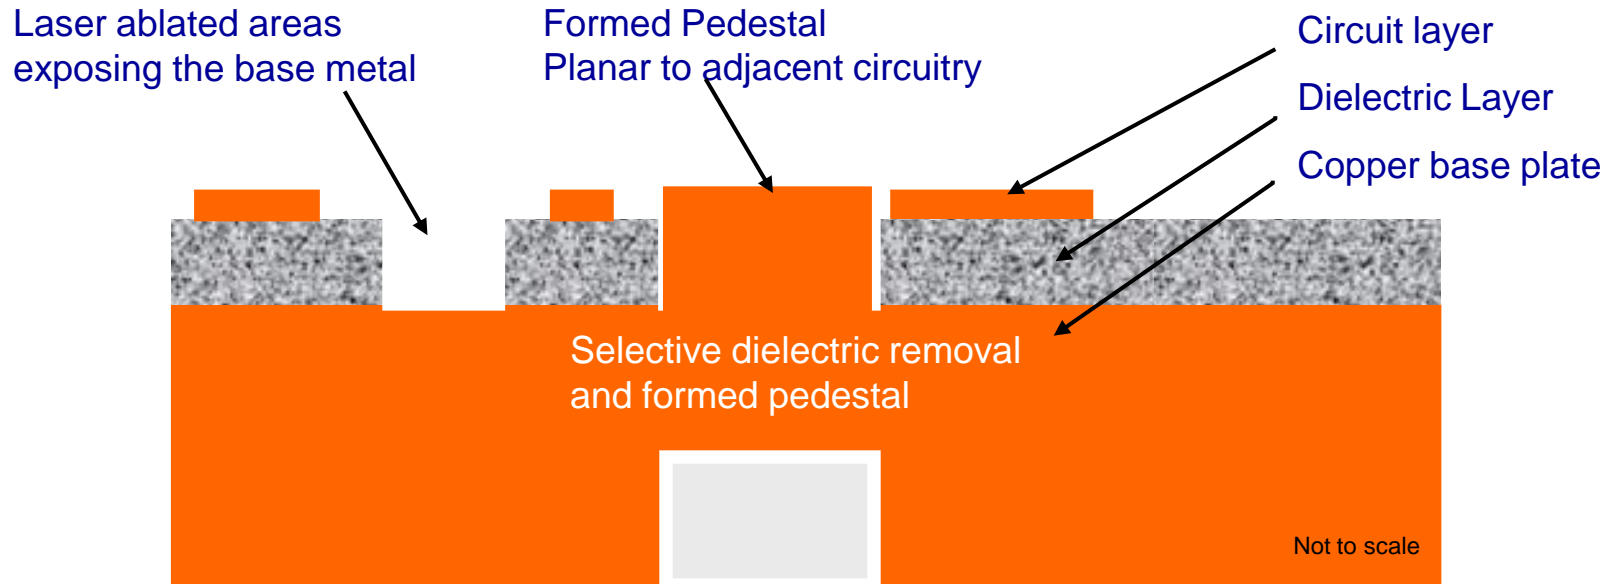 Laser ablated areas
exposing the base metal
Formed Pedestal
Planar to adjacent circuitry
Circuit layer
Dielectric Layer
Copper base plate
Selective dielectric removal
and formed pedestal
Not to scale